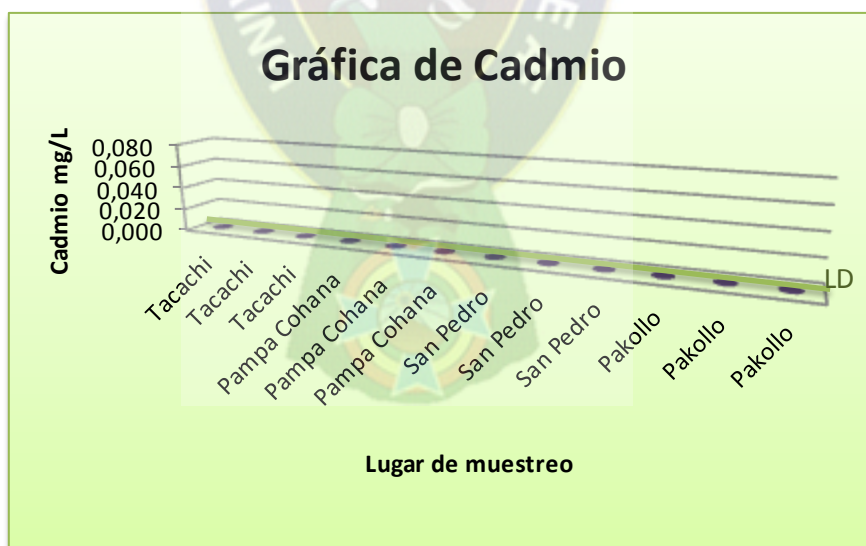 Gráfica de Cadmio
Cadmio mg/L
0,080
0,060
0,040
0,020
0,000
LD
Tacachi
Tacachi
Tacachi
Pampa Cohana
Pampa Cohana
Pampa Cohana
San Pedro
San Pedro
San Pedro
Pakollo
Pakollo
Pakollo
Lugar de muestreo